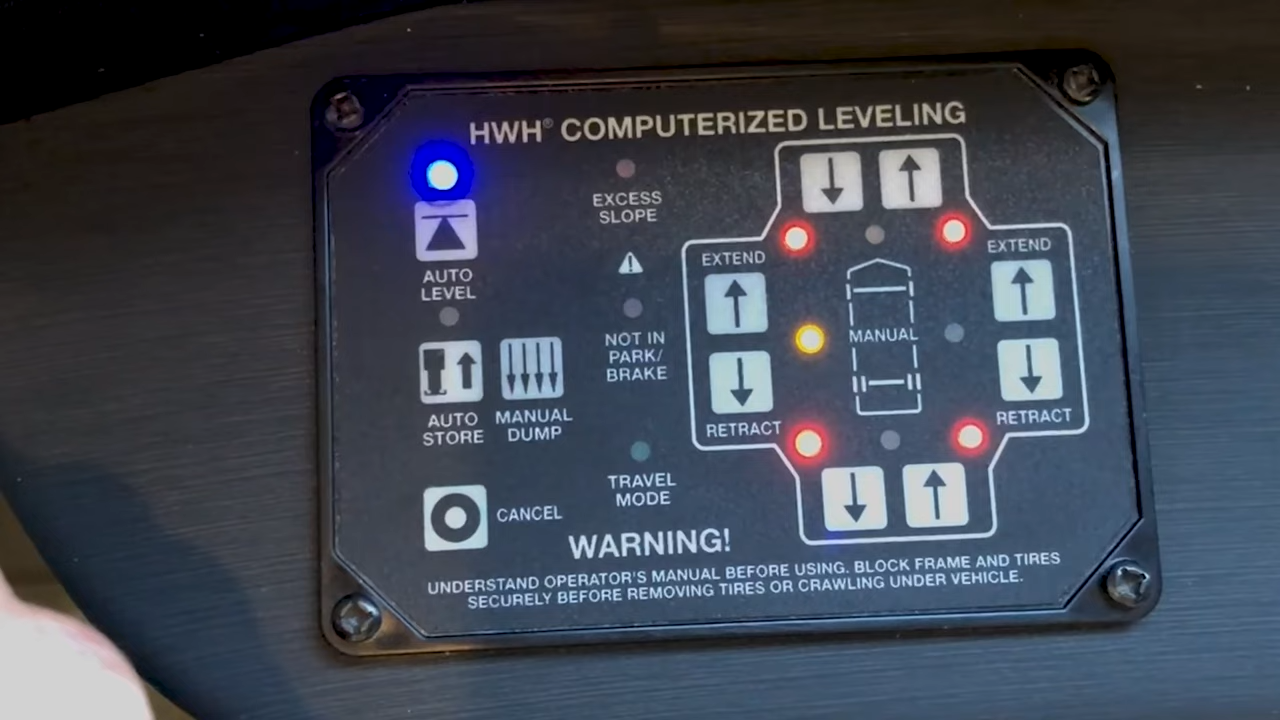 HWH® COMPUTERIZED LEVELING
EXCESS
SLOPE
AUTO
LEVEL
NOT IN
PARK/
BRAKE
AUTO
STORE
MANUAL
DUMP
TRAVEL
MODE
CANCEL
EXTEND
RETRACT
MANUAL
EXTEND
RETRACT
WARNING!
UNDERSTAND OPERATOR'S MANUAL BEFORE USING. BLOCK FRAME AND TIRES
SECURELY BEFORE REMOVING TIRES OR CRAWLING UNDER VEHICLE.